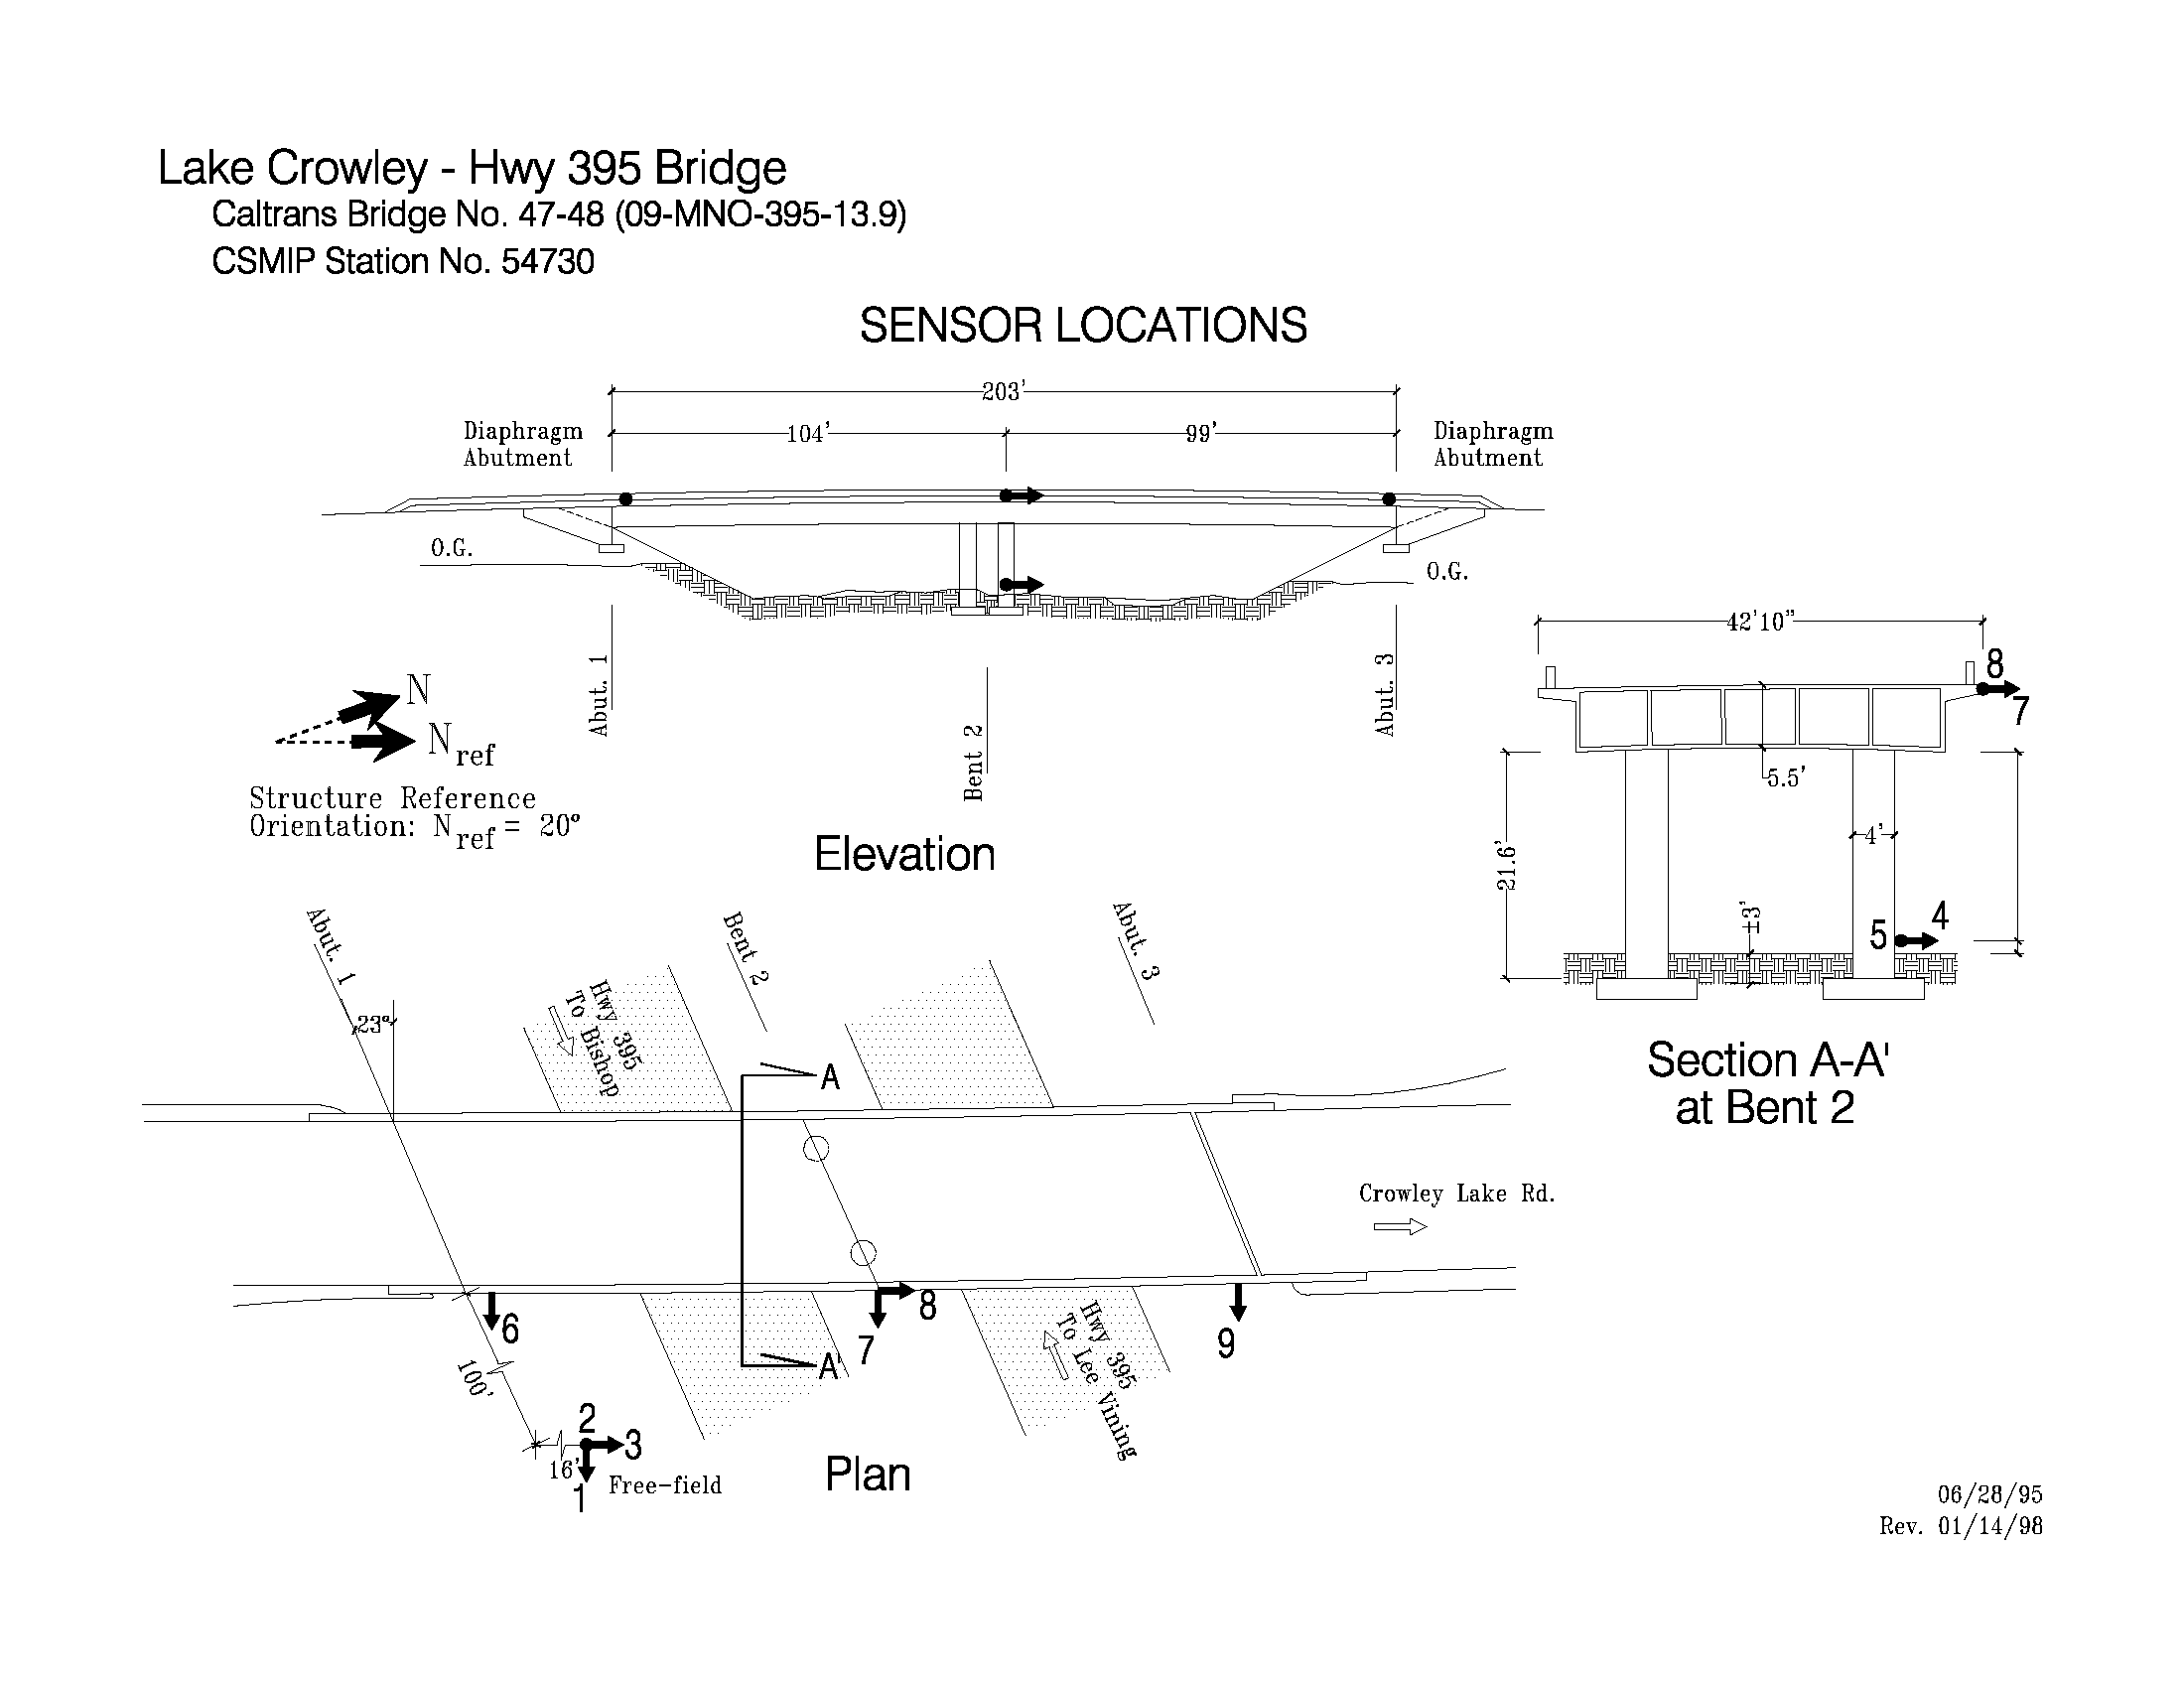 Lake Crowley - Hwy 395 Bridge
Caltrans Bridge No. 47-48 (09-MNO-395-13.9)
CSMIP Station No. 54730
SENSOR LOCATIONS
203'
Diaphragm
Abutment
104'
99'
Diaphragm
Abutment
O.G.
O.G.
Abut. 1
Bent 2
Abut. 3
N
Nref
Structure Reference
Orientation: Nref = 20°
Elevation
42'10"
8
7
5.5'
21.6'
4'
±3'
5
4
Section A-A'
at Bent 2
Abut. 1
Bent 2
Abut. 3
23°
Hwy 395
To Bishop
A
Crowley Lake Rd.
6
7
8
9
A'
Hwy 395
To Lee Vining
100'
2
3
16'
1
Free-field
Plan
06/28/95
Rev. 01/14/98